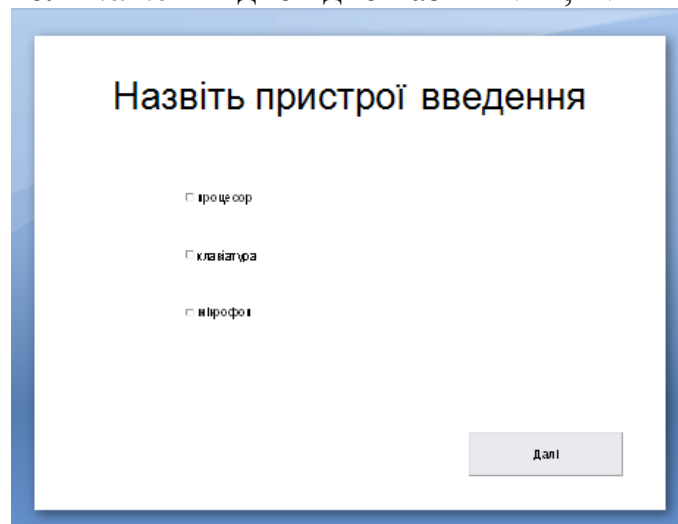 Назвіть пристрої введення
процесор
клавіатура
мікрофон
Далі